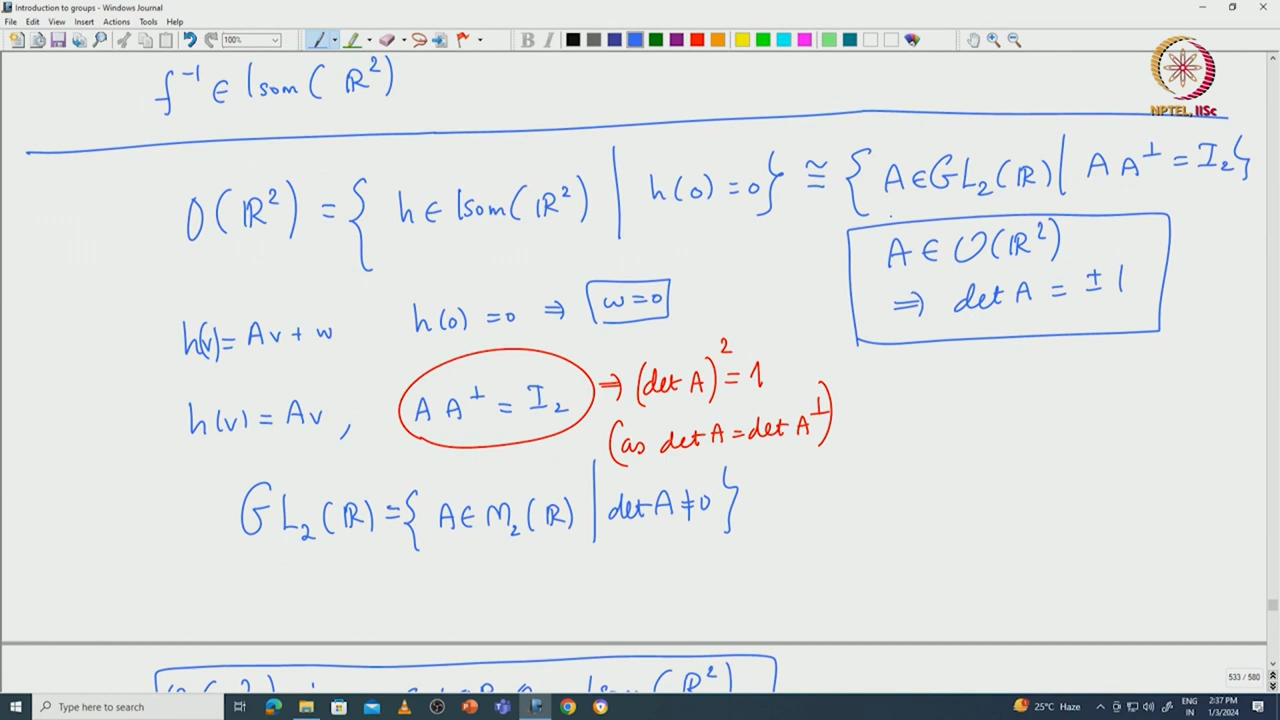 Introduction to groups - Windows Journal
File Edit View Insert Actions Tools Help
100%
B I
NPTEL, IISc
f⁻¹ ∈ Isom(ℝ²)
O(ℝ²) = { h ∈ Isom(ℝ²) | h(0) = 0 } ≅ { A ∈ GL₂(ℝ) | A A^⊥ = I₂ }
A ∈ O(ℝ²)
⇒ det A = ± 1
h(v) = Av + w h(0) = 0 ⇒ w = 0
h(v) = Av , A A^⊥ = I₂ ⇒ (det A)² = 1
(as det A = det A^⊥)
GL₂(ℝ) = { A ∈ M₂(ℝ) | det A ≠ 0 }
Isom(ℝ²)
533 / 580
Type here to search
25°C Haze
ENG
IN
2:37 PM
1/3/2024